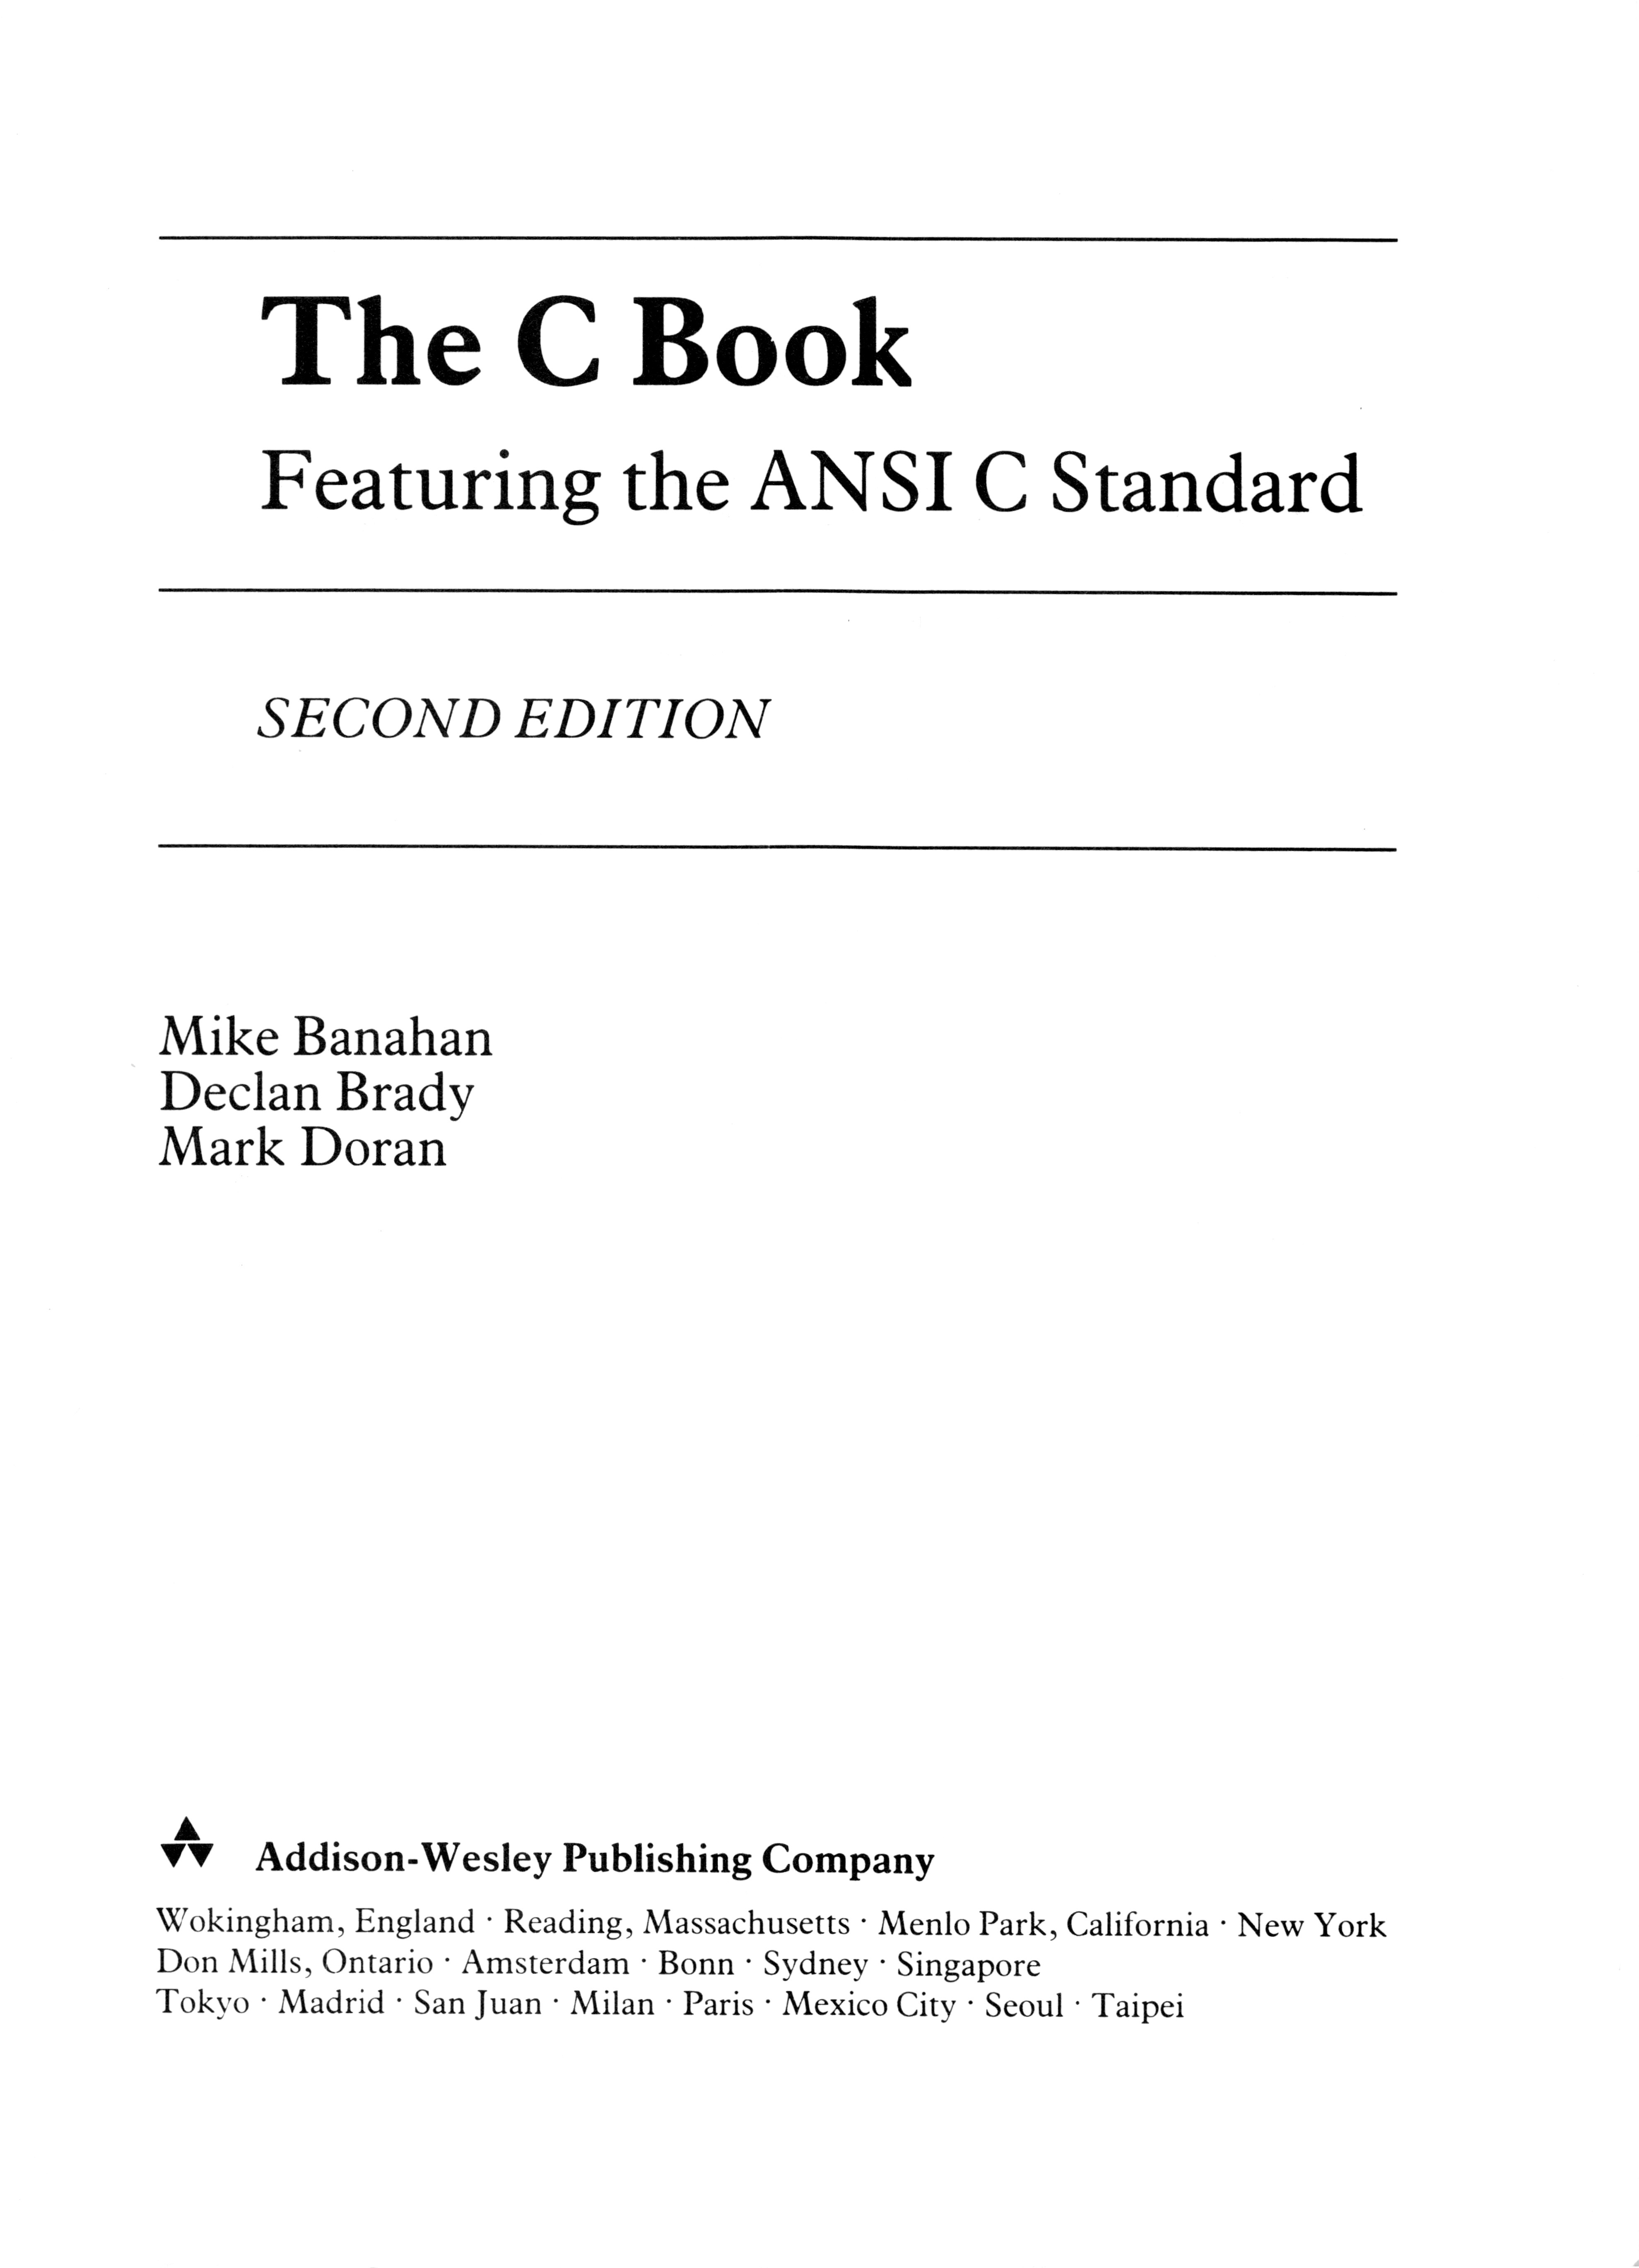 The C Book
Featuring the ANSI C Standard
SECOND EDITION
Mike Banahan
Declan Brady
Mark Doran
Addison-Wesley Publishing Company
Wokingham, England · Reading, Massachusetts · Menlo Park, California · New York
Don Mills, Ontario · Amsterdam · Bonn · Sydney · Singapore
Tokyo · Madrid · San Juan · Milan · Paris · Mexico City · Seoul · Taipei